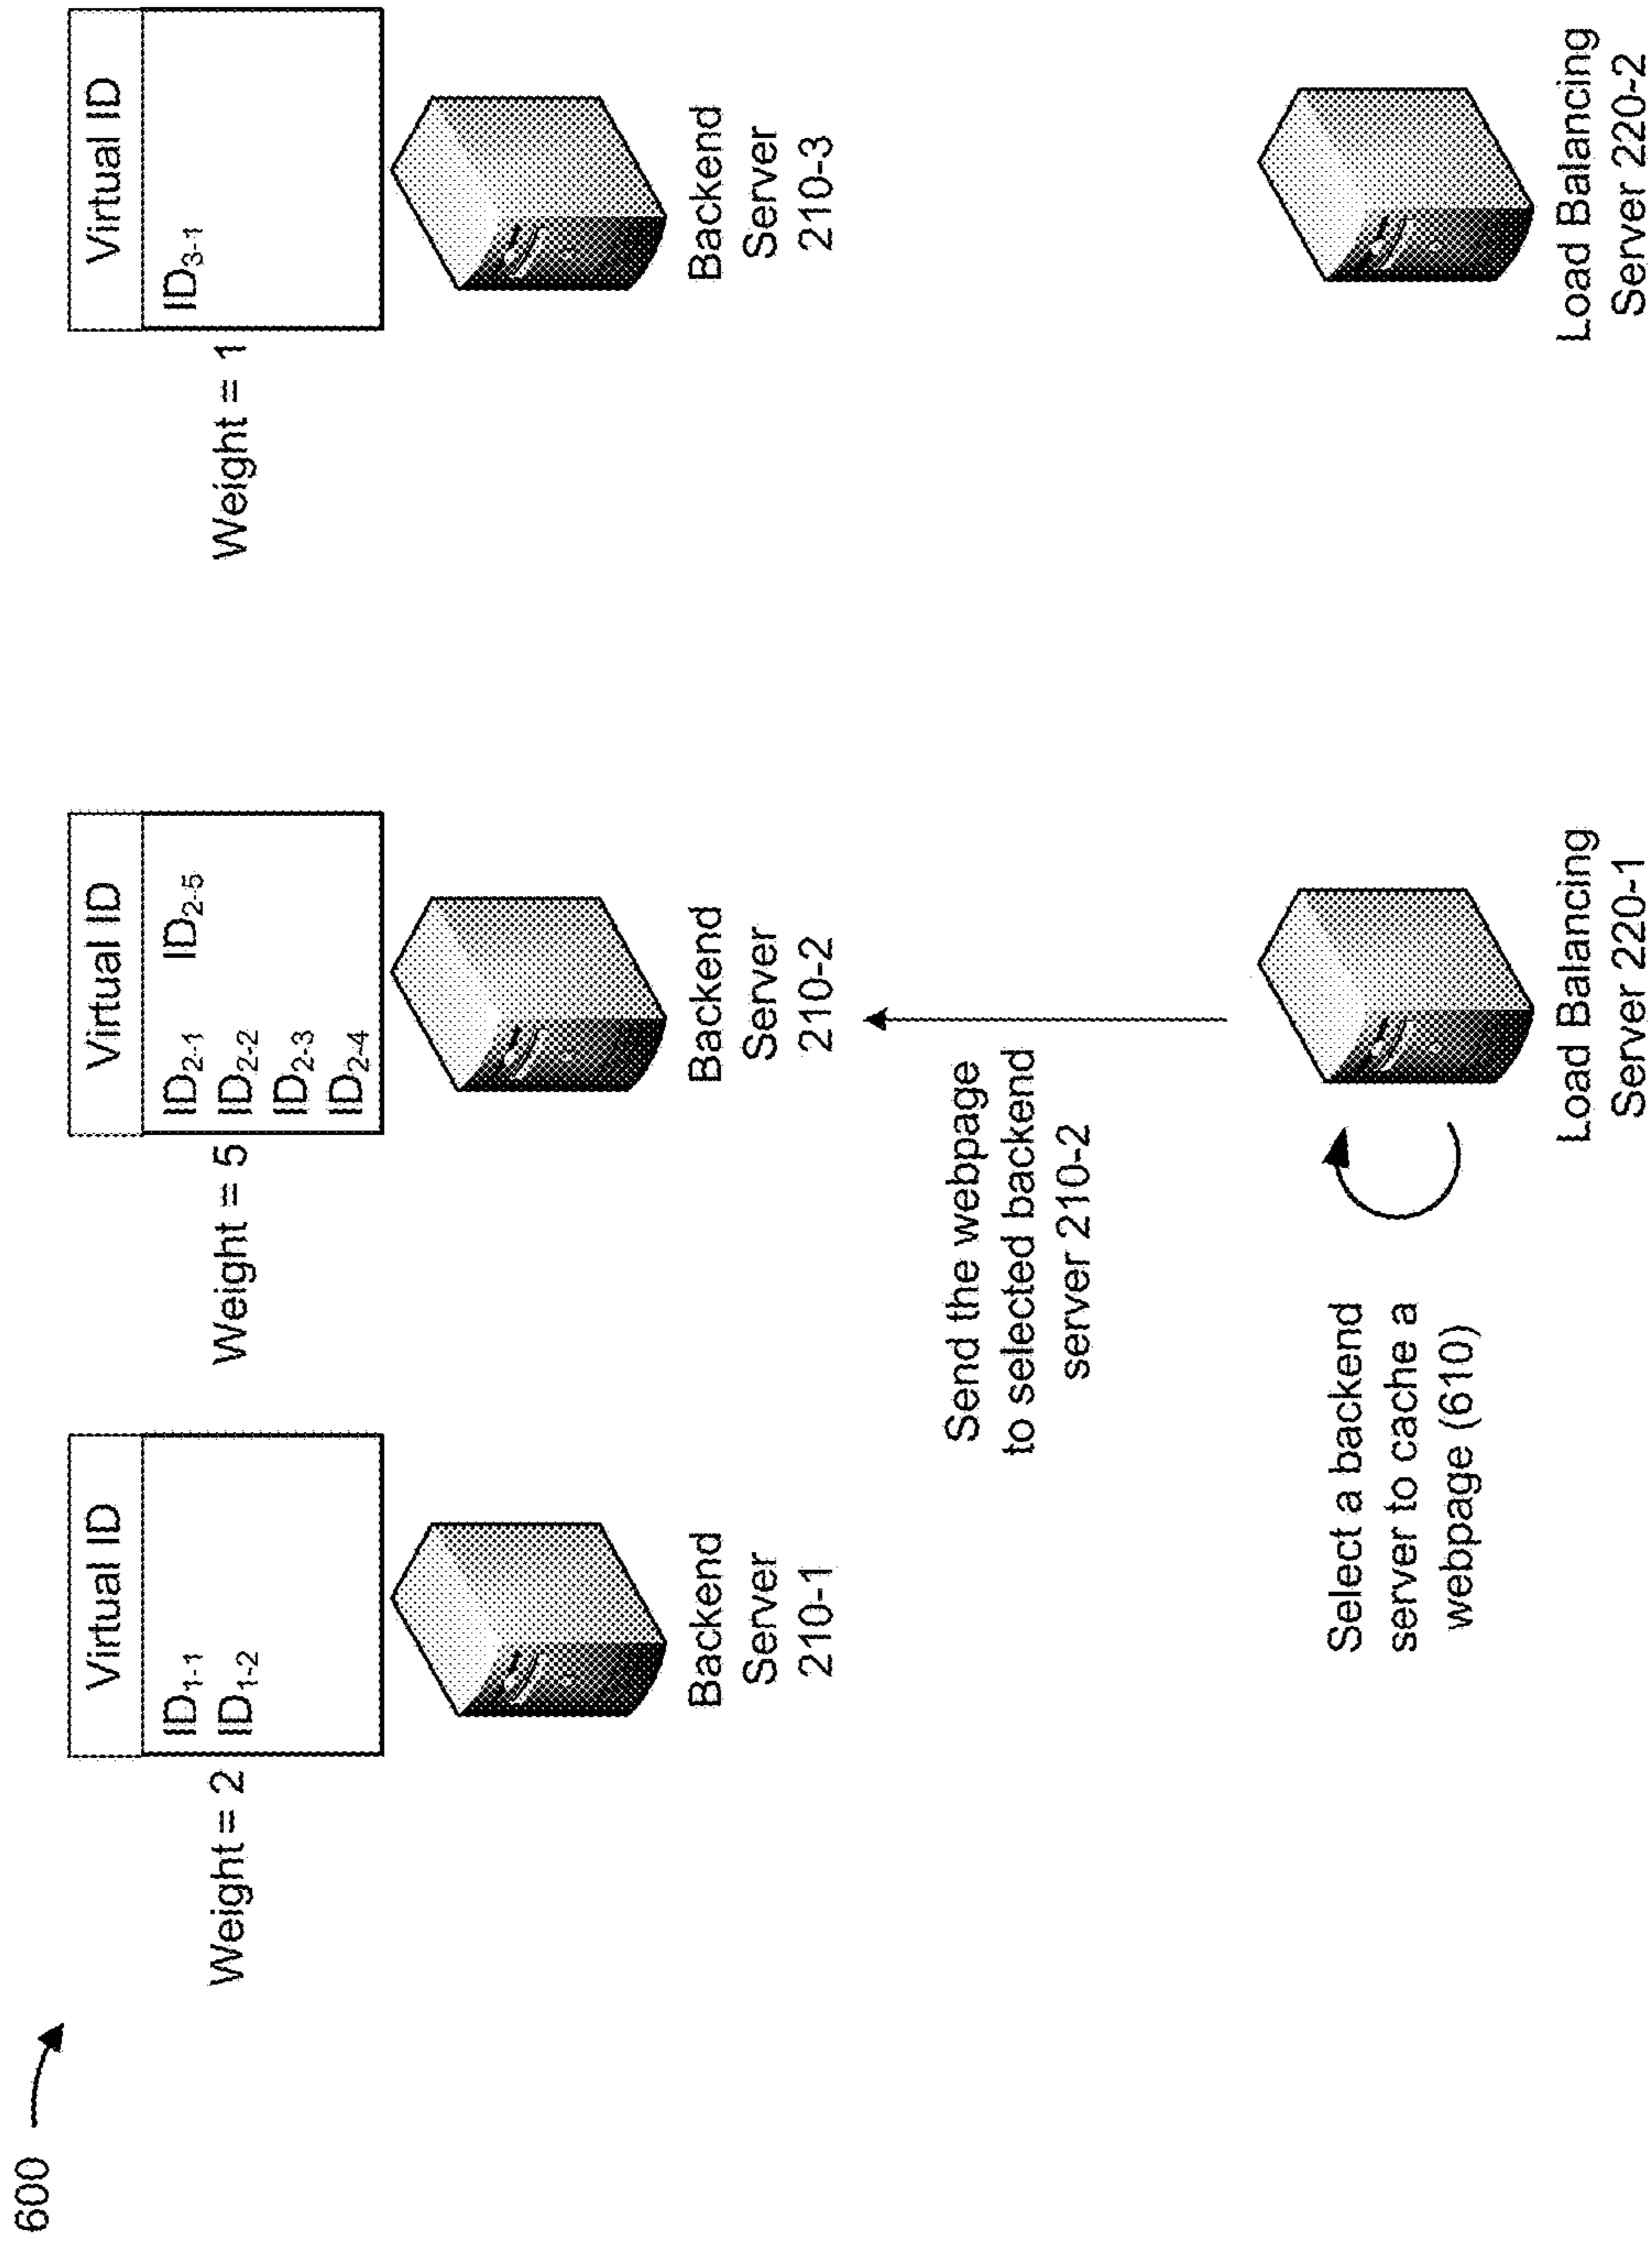 600
Weight = 2
Virtual ID
ID1-1
ID1-2
Backend
Server
210-1
Weight = 5
Virtual ID
ID2-1 ID2-5
ID2-2
ID2-3
ID2-4
Backend
Server
210-2
Weight = 1
Virtual ID
ID3-1
Backend
Server
210-3
Send the webpage
to selected backend
server 210-2
Select a backend
server to cache a
webpage (610)
Load Balancing
Server 220-1
Load Balancing
Server 220-2